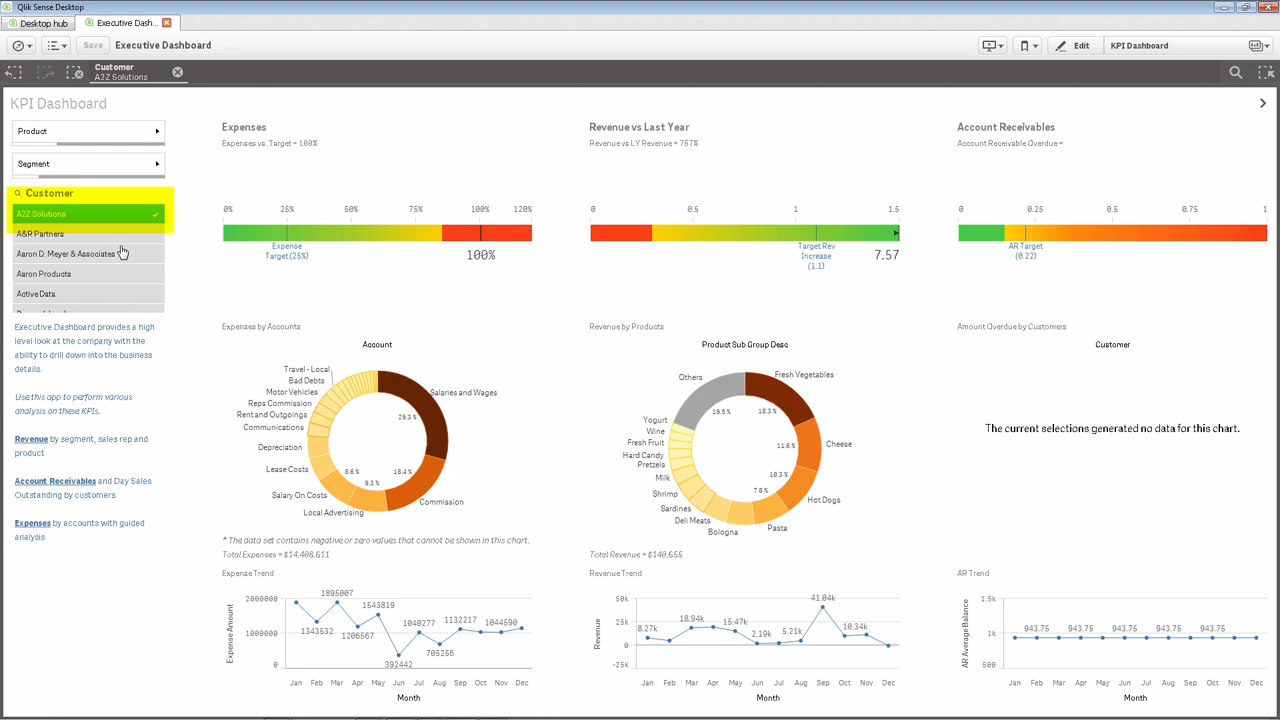 Qlik Sense Desktop
Desktop hub
Executive Dash...
Save
Executive Dashboard
Edit
KPI Dashboard
Customer
A2Z Solutions
KPI Dashboard
Product
Segment
Customer
A2Z Solutions
A&R Partners
Aaron D. Meyer & Associates
Aaron Products
Active Data
Executive Dashboard provides a high
level look at the company with the
ability to drill down into the business
details.
Use this app to perform various
analysis on these KPIs.
Revenue by segment, sales rep and
product
Account Receivables and Day Sales
Outstanding by customers
Expenses by accounts with guided
analysis
Expenses
Expenses vs. Target = 100%
0% 25% 50% 75% 100% 120%
Expense
Target (25%)
100%
Expenses by Accounts
Account
Travel - Local
Bad Debts
Motor Vehicles
Reps Commission
Rent and Outgoings
Communications
Depreciation
Lease Costs
Salary On Costs
Local Advertising
Commission
Salaries and Wages
29.3 %
18.4 %
9.3 %
8.6 %
* The data set contains negative or zero values that cannot be shown in this chart.
Total Expenses = $14,408,611
Expense Trend
Expense Amount
2000000
1000000
0
1343532
1895007
1206567
1543819
392442
1040277
705256
1132217
1044590
Jan Feb Mar Apr May Jun Jul Aug Sep Oct Nov Dec
Month
Revenue vs Last Year
Revenue vs LY Revenue = 757%
0 0.5 1 1.5
Target Rev
Increase
(1.1)
7.57
Revenue by Products
Product Sub Group Desc
Others
Yogurt
Wine
Fresh Fruit
Hard Candy
Pretzels
Milk
Shrimp
Sardines
Deli Meats
Bologna
Pasta
Hot Dogs
Cheese
Fresh Vegetables
19.5 %
18.3 %
11.6 %
10.3 %
7.8 %
Total Revenue = $140,655
Revenue Trend
Revenue
50k
25k
0
-25k
8.27k
18.94k
15.47k
2.19k
5.21k
41.04k
10.34k
Jan Feb Mar Apr May Jun Jul Aug Sep Oct Nov Dec
Month
Account Receivables
Account Receivable Overdue =
0 0.25 0.5 0.75 1
AR Target
(0.22)
Amount Overdue by Customers
Customer
The current selections generated no data for this chart.
AR Trend
AR Average Balance
1.5k
1k
500
943.75 943.75 943.75 943.75 943.75
Jan Feb Mar Apr May Jun Jul Aug Sep Oct Nov Dec
Month